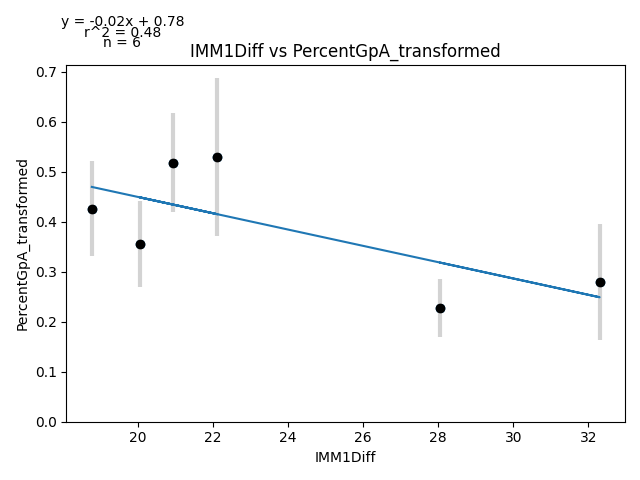 y = -0.02x + 0.78
r^2 = 0.48
n = 6
IMM1Diff vs PercentGpA_transformed
PercentGpA_transformed
0.7
0.6
0.5
0.4
0.3
0.2
0.1
0.0
20 22 24 26 28 30 32
IMM1Diff